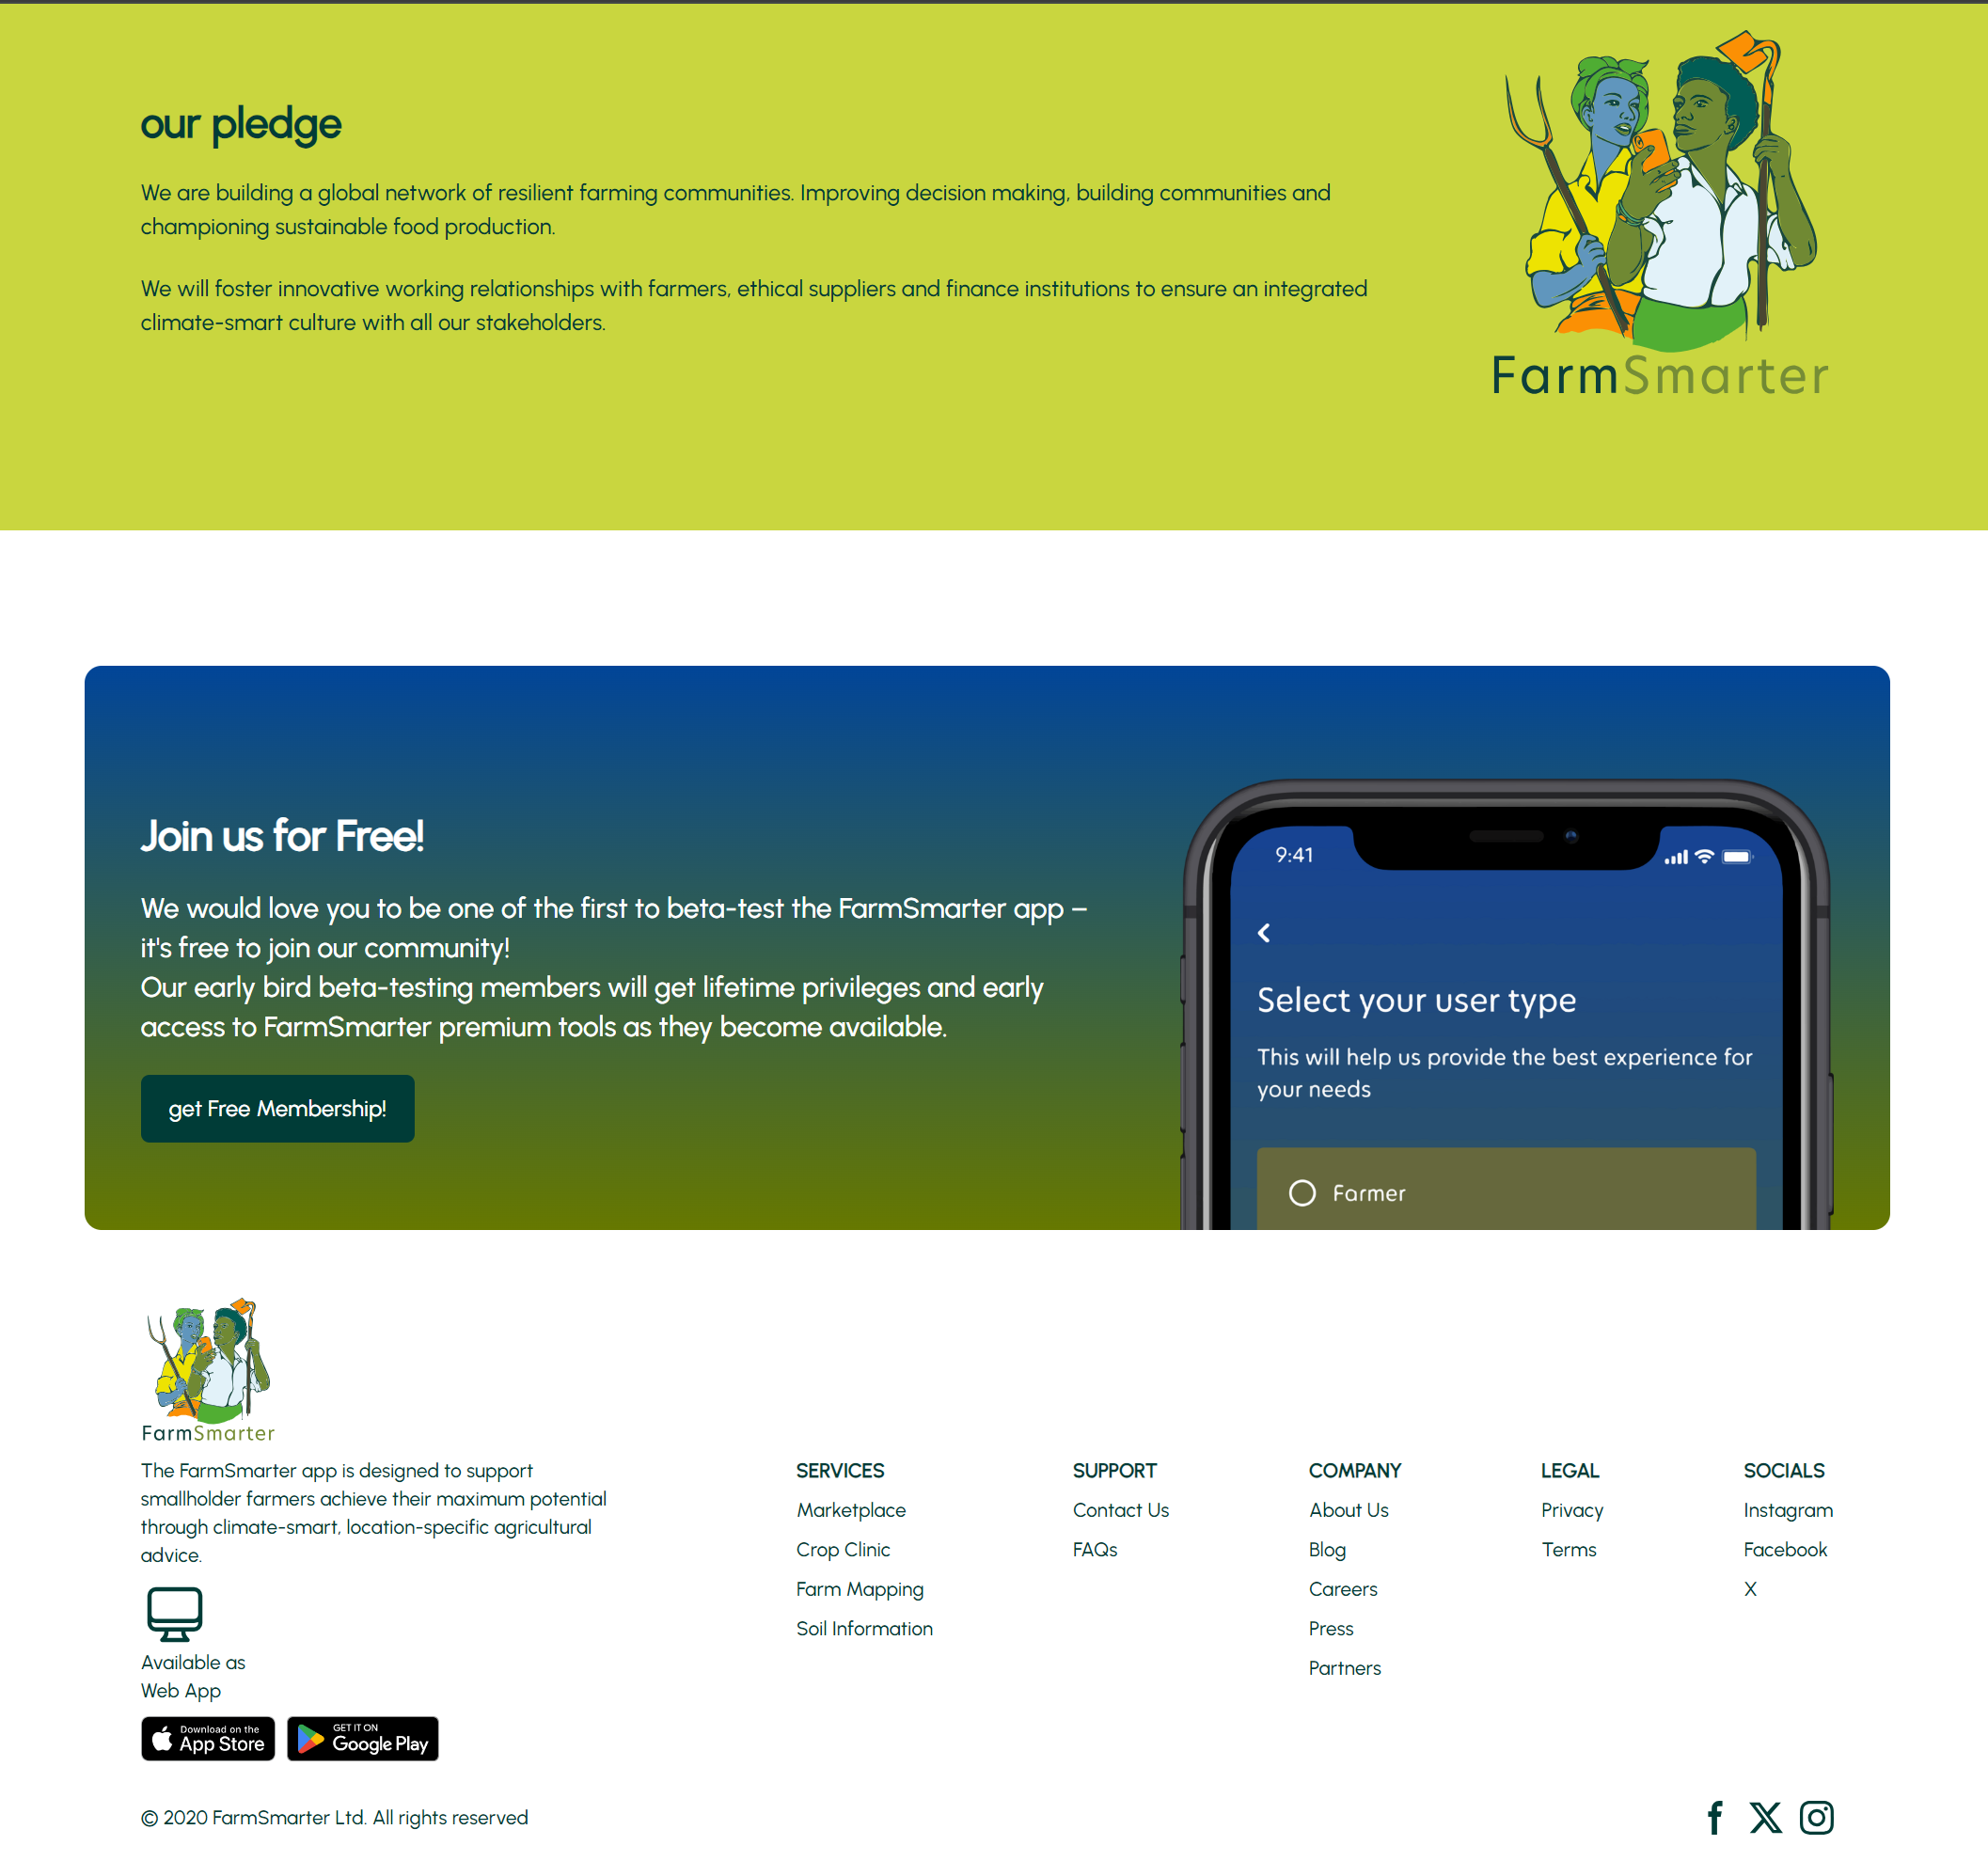 our pledge
We are building a global network of resilient farming communities. Improving decision making, building communities and
championing sustainable food production.
We will foster innovative working relationships with farmers, ethical suppliers and finance institutions to ensure an integrated
climate-smart culture with all our stakeholders.
FarmSmarter
Join us for Free!
We would love you to be one of the first to beta-test the FarmSmarter app –
it's free to join our community!
Our early bird beta-testing members will get lifetime privileges and early
access to FarmSmarter premium tools as they become available.
get Free Membership!
9:41
Select your user type
This will help us provide the best experience for
your needs
Farmer
FarmSmarter
The FarmSmarter app is designed to support
smallholder farmers achieve their maximum potential
through climate-smart, location-specific agricultural
advice.
Available as
Web App
Download on the
App Store
GET IT ON
Google Play
SERVICES
Marketplace
Crop Clinic
Farm Mapping
Soil Information
SUPPORT
Contact Us
FAQs
COMPANY
About Us
Blog
Careers
Press
Partners
LEGAL
Privacy
Terms
SOCIALS
Instagram
Facebook
X
© 2020 FarmSmarter Ltd. All rights reserved